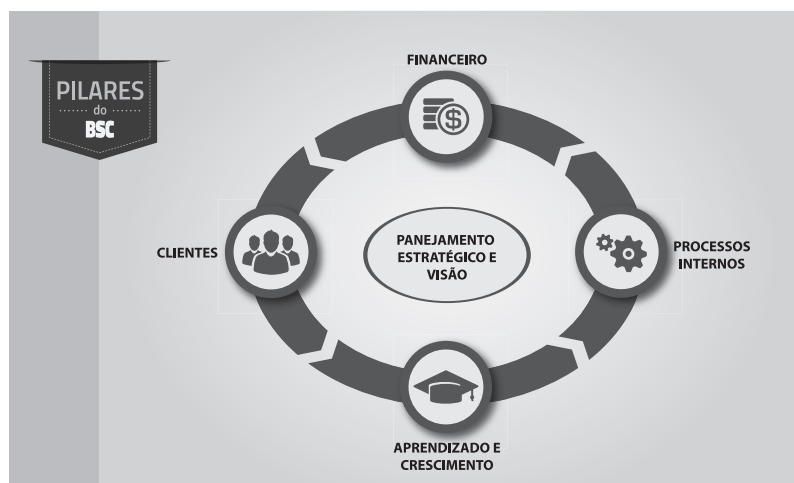 PILARES
do
BSC
FINANCEIRO
CLIENTES
PANEJAMENTO
ESTRATÉGICO E
VISÃO
PROCESSOS
INTERNOS
APRENDIZADO E
CRESCIMENTO